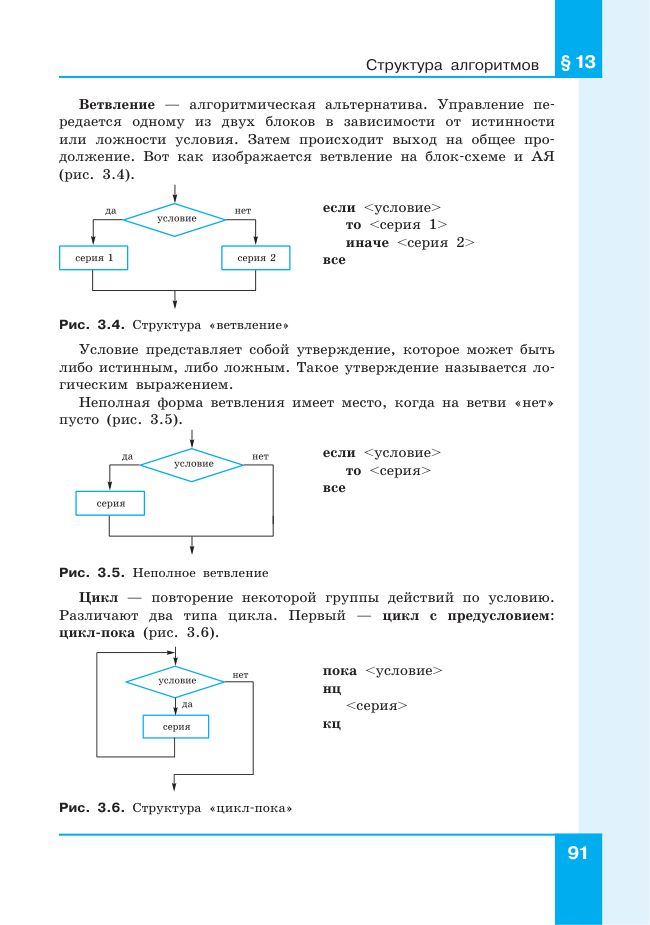 Структура алгоритмов
§ 13
Ветвление — алгоритмическая альтернатива. Управление пе-
редается одному из двух блоков в зависимости от истинности
или ложности условия. Затем происходит выход на общее про-
должение. Вот как изображается ветвление на блок-схеме и АЯ
(рис. 3.4).
да
условие
нет
серия 1
серия 2
если <условие>
то <серия 1>
иначе <серия 2>
все
Рис. 3.4. Структура «ветвление»
Условие представляет собой утверждение, которое может быть
либо истинным, либо ложным. Такое утверждение называется ло-
гическим выражением.
Неполная форма ветвления имеет место, когда на ветви «нет»
пусто (рис. 3.5).
да
условие
нет
серия
если <условие>
то <серия>
все
Рис. 3.5. Неполное ветвление
Цикл — повторение некоторой группы действий по условию.
Различают два типа цикла. Первый — цикл с предусловием:
цикл-пока (рис. 3.6).
условие
нет
да
серия
пока <условие>
нц
<серия>
кц
Рис. 3.6. Структура «цикл-пока»
91